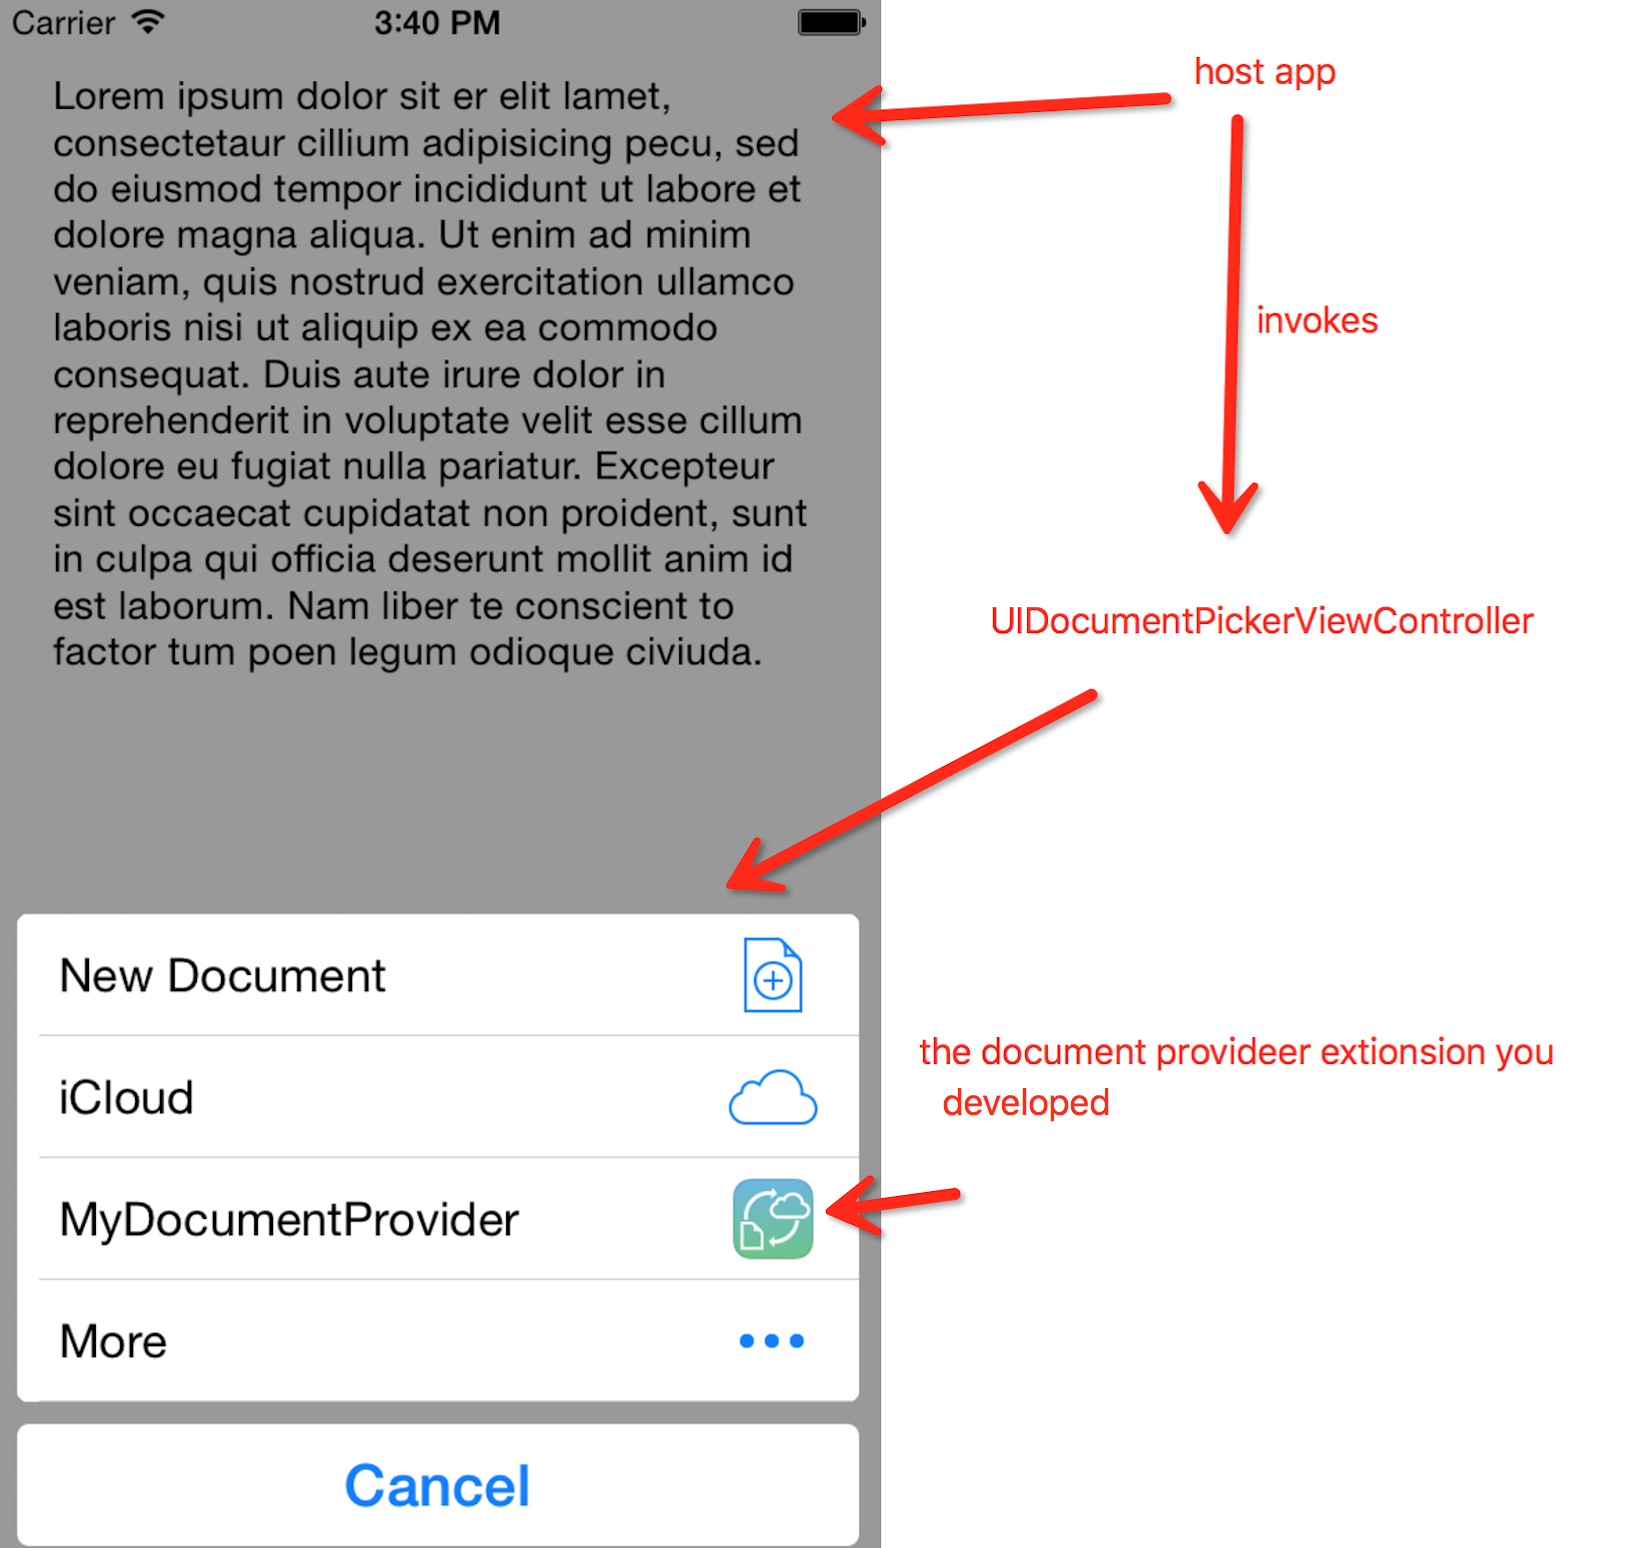 Carrier 3:40 PM
Lorem ipsum dolor sit er elit lamet,
consectetaur cillium adipisicing pecu, sed
do eiusmod tempor incididunt ut labore et
dolore magna aliqua. Ut enim ad minim
veniam, quis nostrud exercitation ullamco
laboris nisi ut aliquip ex ea commodo
consequat. Duis aute irure dolor in
reprehenderit in voluptate velit esse cillum
dolore eu fugiat nulla pariatur. Excepteur
sint occaecat cupidatat non proident, sunt
in culpa qui officia deserunt mollit anim id
est laborum. Nam liber te conscient to
factor tum poen legum odioque civiuda.
New Document
iCloud
MyDocumentProvider
More
Cancel
host app
invokes
UIDocumentPickerViewController
the document provideer extionsion you
developed